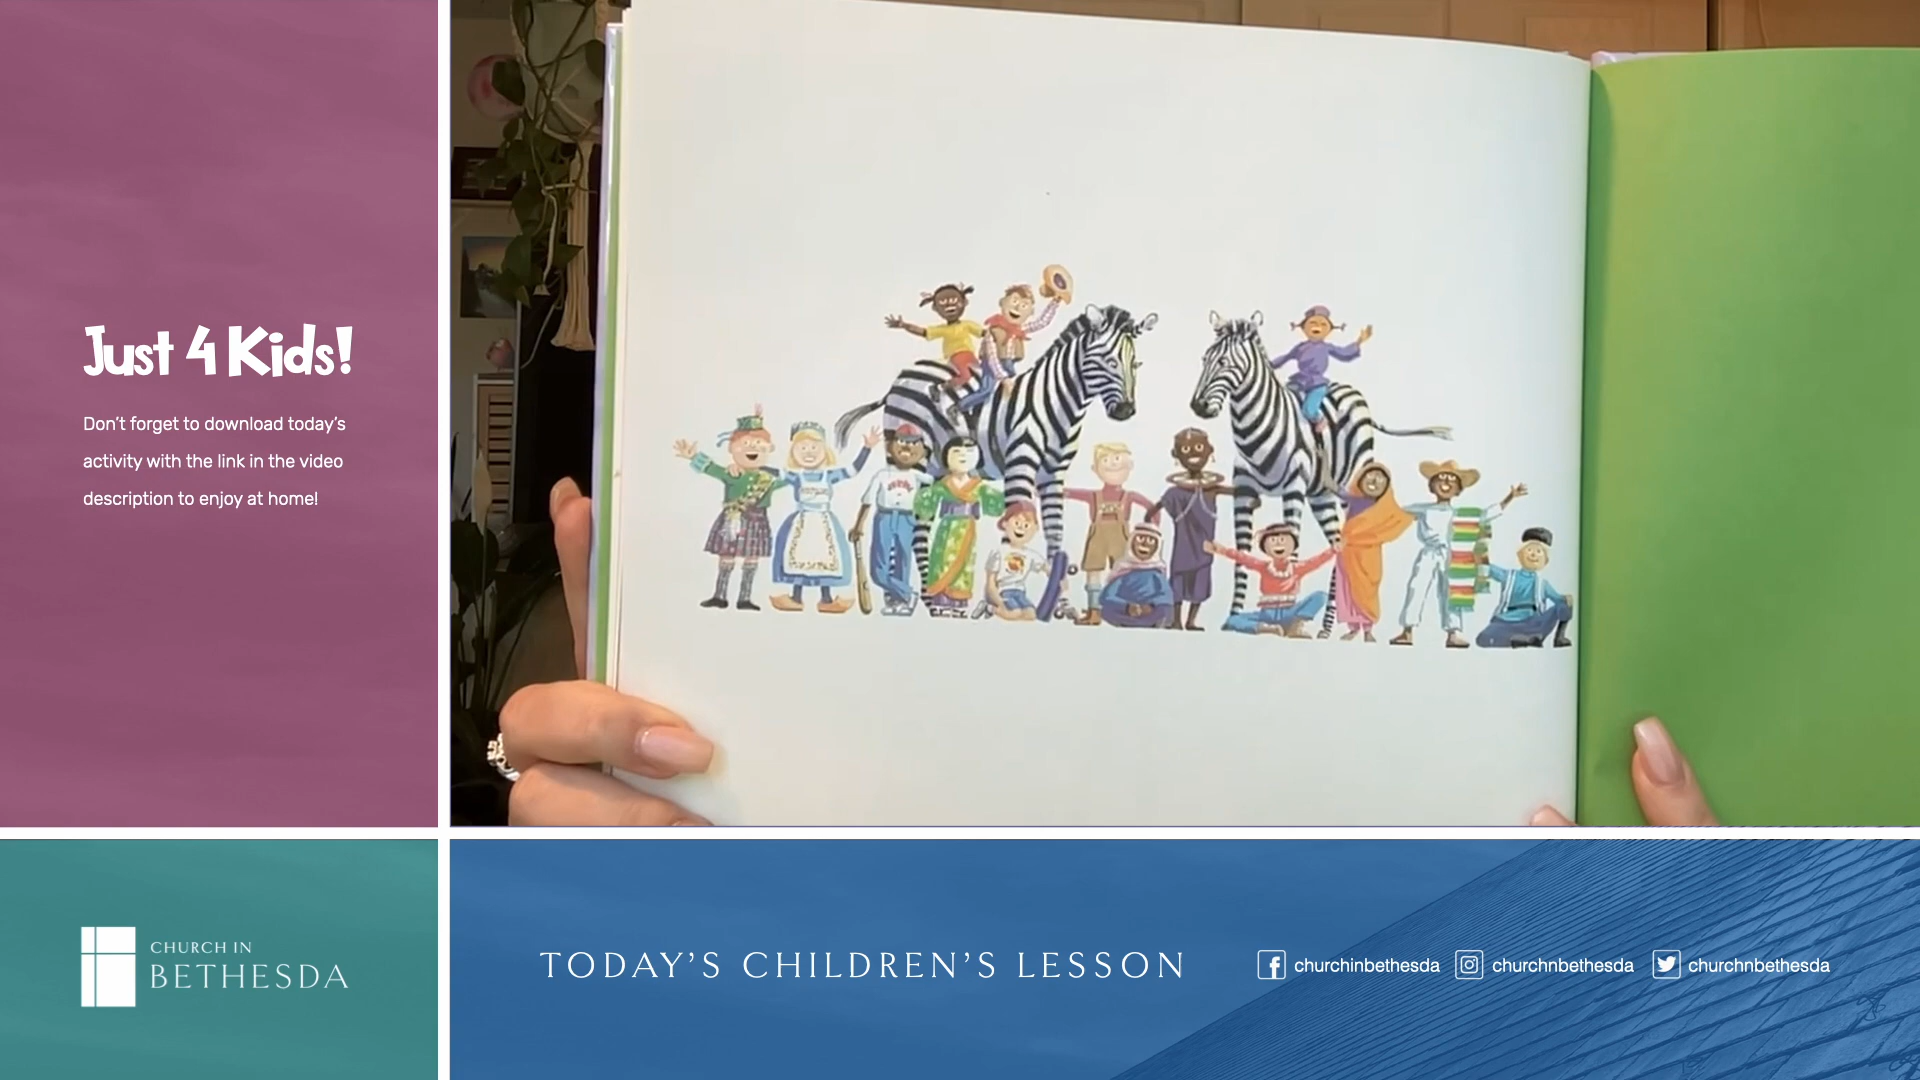 Just 4 Kids!
Don't forget to download today's
activity with the link in the video
description to enjoy at home!
CHURCH IN
BETHESDA
TODAY'S CHILDREN'S LESSON
churchinbethesda
churchnbethesda
churchnbethesda